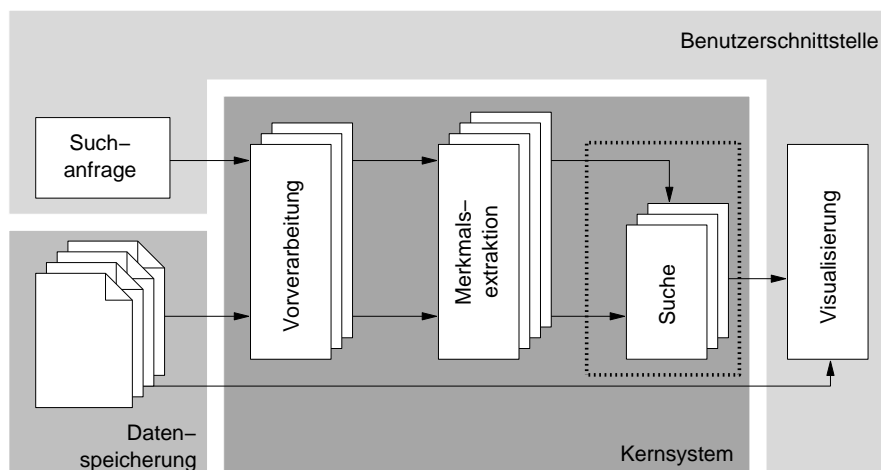 Benutzerschnittstelle
Such–
anfrage
Vorverarbeitung
Merkmals–
extraktion
Suche
Visualisierung
Daten–
speicherung
Kernsystem